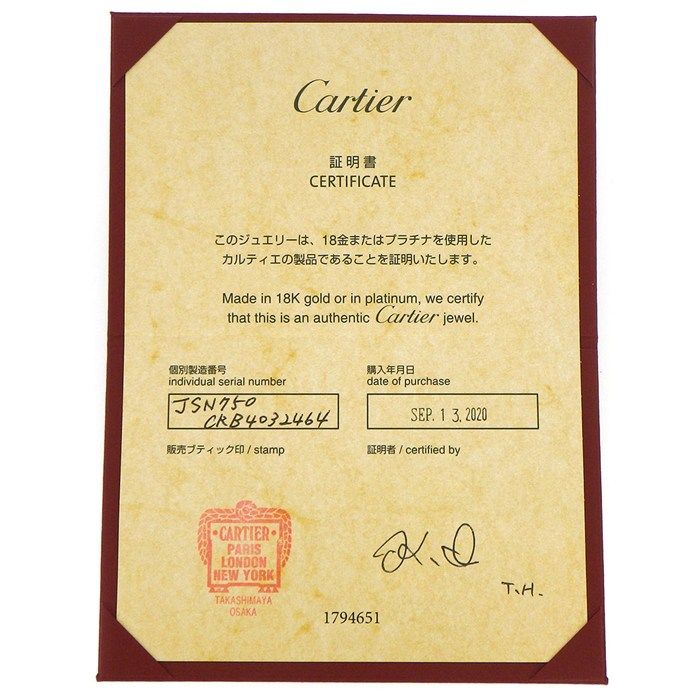 Cartier
証明書
CERTIFICATE
このジュエリーは、18金またはプラチナを使用した
カルティエの製品であることを証明いたします。
Made in 18K gold or in platinum, we certify
that this is an authentic Cartier jewel.
個別製造番号
individual serial number
JSN750
CRB4032464
購入年月日
date of purchase
SEP. 13. 2020
販売ブティック印 / stamp
証明者 / certified by
CARTIER
PARIS
LONDON
NEW YORK
TAKASHIMAYA
OSAKA
T.H.
1794651